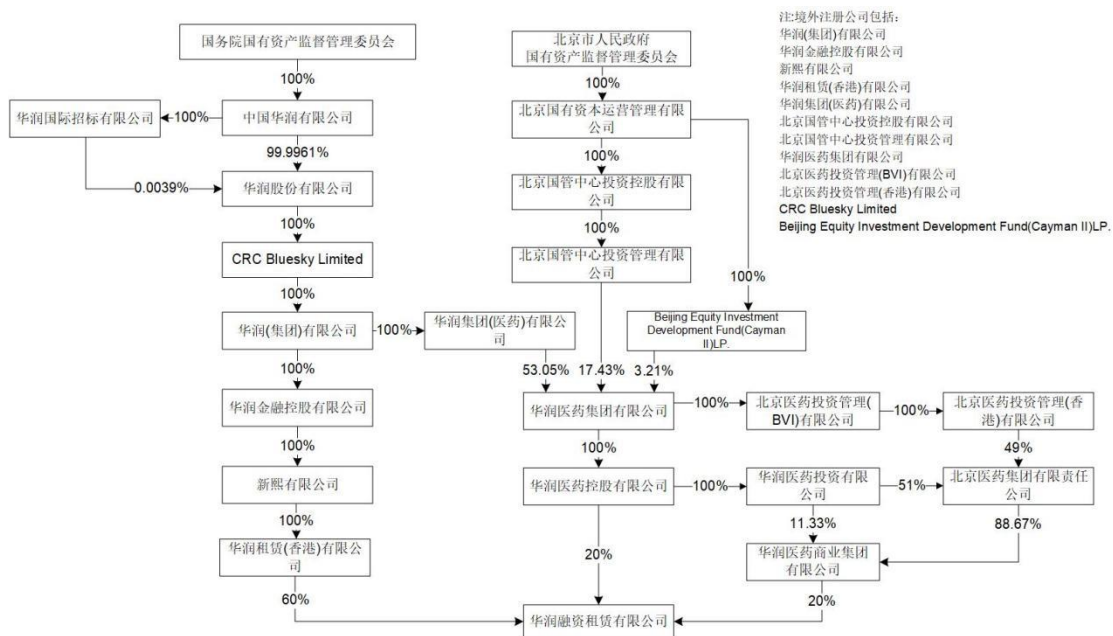 国务院国有资产监督管理委员会
北京市人民政府
国有资产监督管理委员会
注:境外注册公司包括:
华润(集团)有限公司
华润金融控股有限公司
新熙有限公司
华润租赁(香港)有限公司
华润集团(医药)有限公司
北京国管中心投资控股有限公司
北京国管中心投资管理有限公司
华润医药集团有限公司
北京医药投资管理(BVI)有限公司
北京医药投资管理(香港)有限公司
CRC Bluesky Limited
Beijing Equity Investment Development Fund(Cayman II)LP.
100%
100%
华润国际招标有限公司
100%
中国华润有限公司
北京国有资本运营管理有限
公司
99.9961%
100%
0.0039%
华润股份有限公司
北京国管中心投资控股有限
公司
100%
100%
CRC Bluesky Limited
北京国管中心投资管理有限
公司
100%
100%
华润(集团)有限公司
100%
华润集团(医药)有限公
司
Beijing Equity Investment
Development Fund(Cayman
II)LP.
100%
53.05%
17.43%
3.21%
华润金融控股有限公司
华润医药集团有限公司
100%
北京医药投资管理(
BVI)有限公司
100%
北京医药投资管理(香
港)有限公司
100%
100%
49%
新熙有限公司
华润医药控股有限公司
100%
华润医药投资有限
公司
51%
北京医药集团有限责任
公司
100%
11.33%
88.67%
华润租赁(香港)有限公
司
20%
华润医药商业集团
有限公司
60%
20%
华润融资租赁有限公司